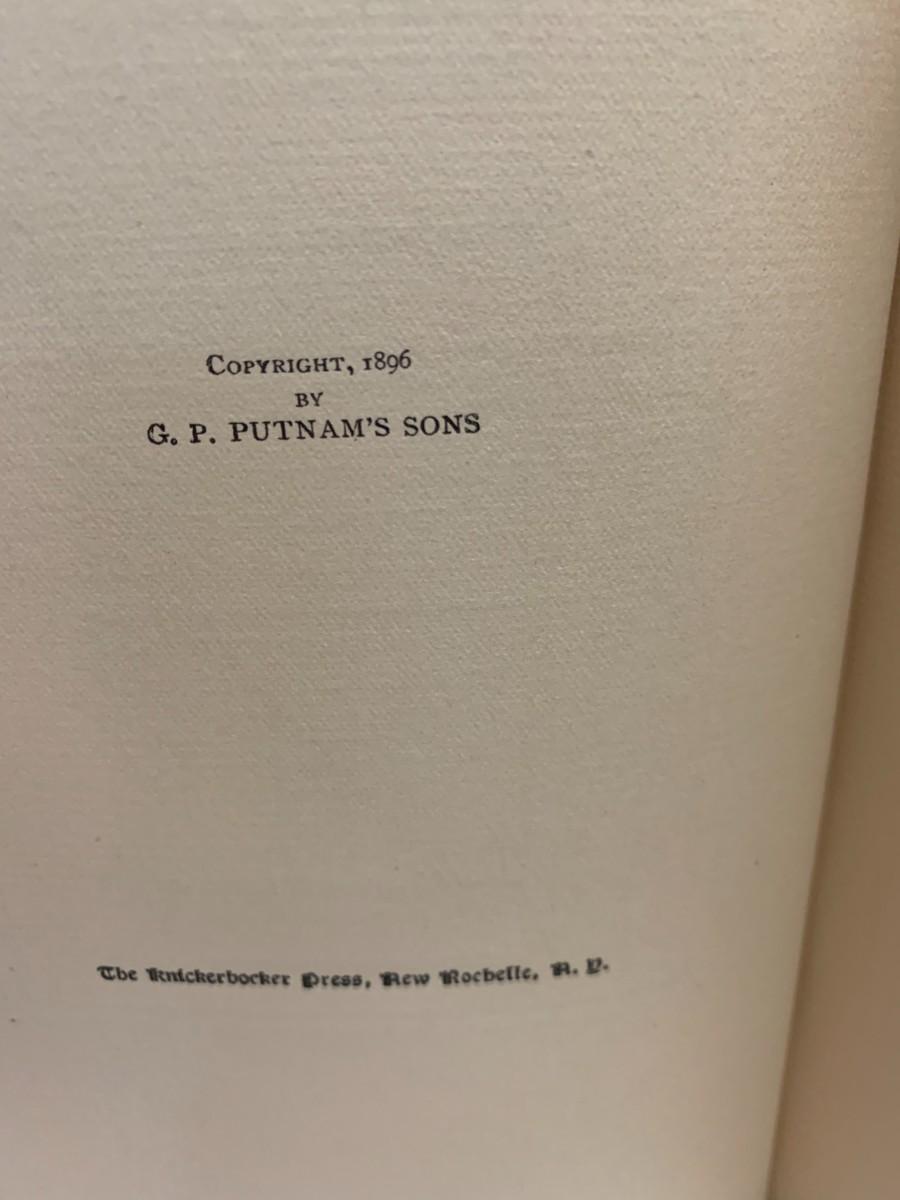 COPYRIGHT, 1896
BY
G. P. PUTNAM'S SONS
The Knickerbocker Press, New Rochelle, N. Y.